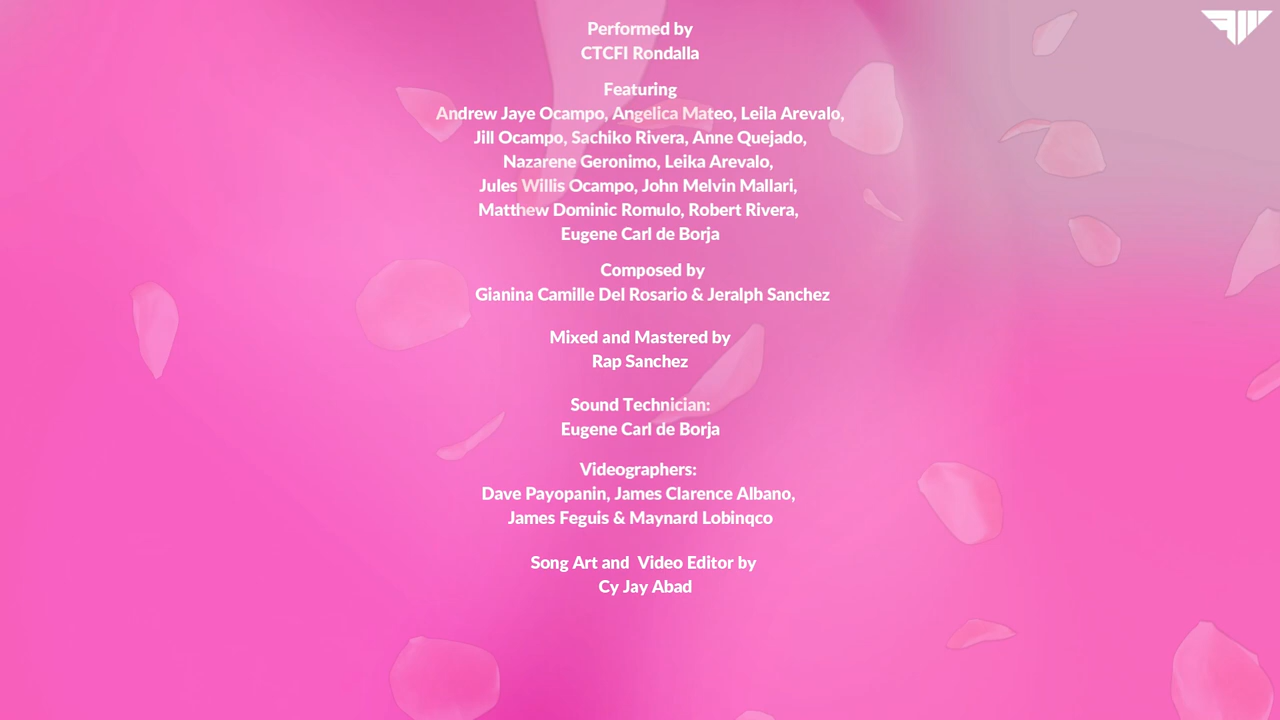 Performed by
CTCFI Rondalla
Featuring
Andrew Jaye Ocampo, Angelica Mateo, Leila Arevalo,
Jill Ocampo, Sachiko Rivera, Anne Quejado,
Nazarene Geronimo, Leika Arevalo,
Jules Willis Ocampo, John Melvin Mallari,
Matthew Dominic Romulo, Robert Rivera,
Eugene Carl de Borja
Composed by
Gianina Camille Del Rosario & Jeralph Sanchez
Mixed and Mastered by
Rap Sanchez
Sound Technician:
Eugene Carl de Borja
Videographers:
Dave Payopanin, James Clarence Albano,
James Feguis & Maynard Lobinqco
Song Art and  Video Editor by
Cy Jay Abad